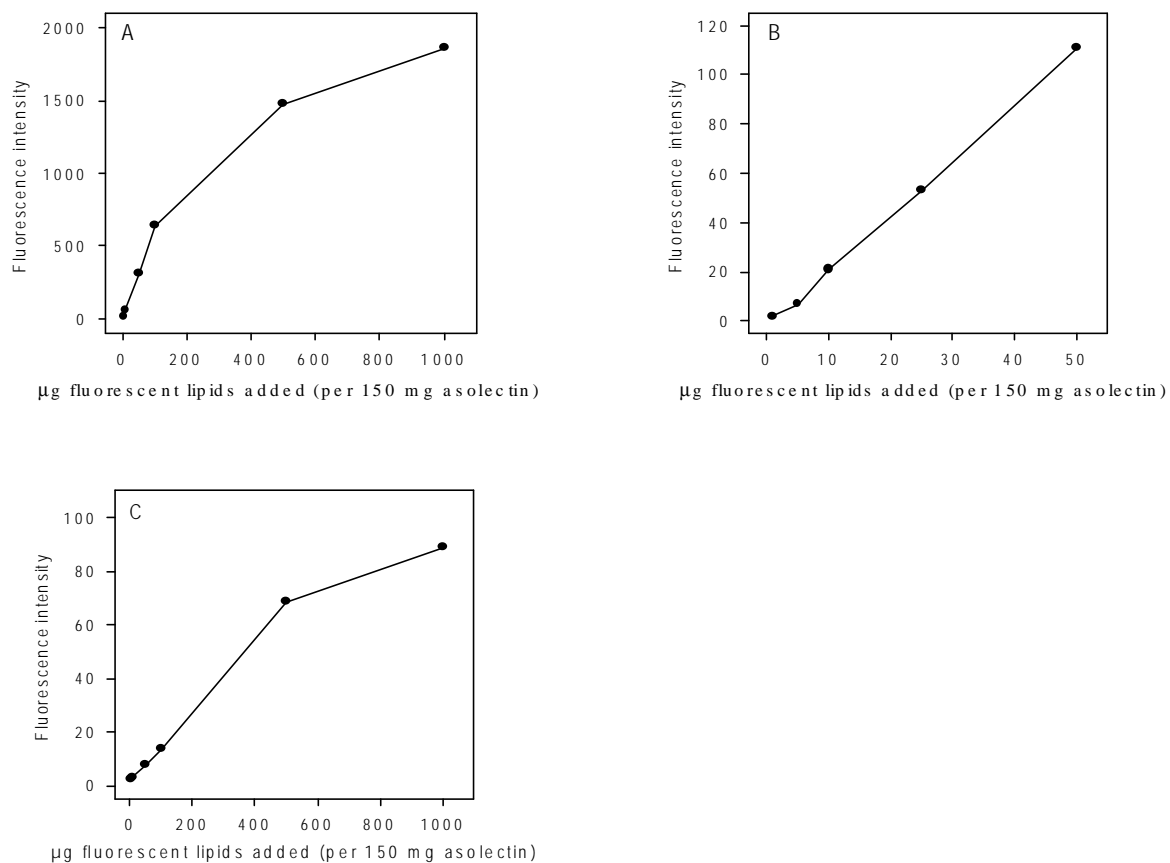 A
2000
1500
1000
500
0
Fluorescence intensity
0 200 400 600 800 1000
µg fluorescent lipids added (per 150 mg asolectin)
B
120
100
80
60
40
20
0
Fluorescence intensity
0 10 20 30 40 50
µg fluorescent lipids added (per 150 mg asolectin)
C
100
80
60
40
20
0
Fluorescence intensity
0 200 400 600 800 1000
µg fluorescent lipids added (per 150 mg asolectin)